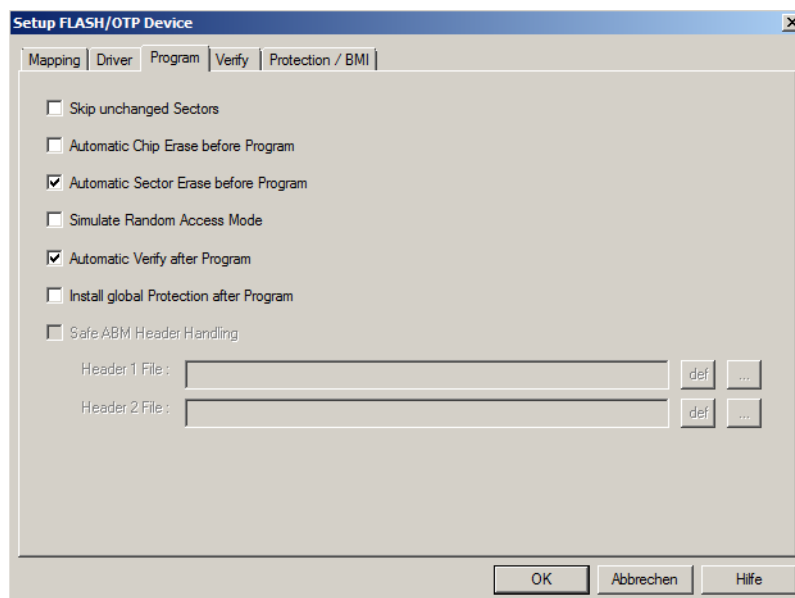 Setup FLASH/OTP Device
Mapping Driver Program Verify Protection / BMI
Skip unchanged Sectors
Automatic Chip Erase before Program
Automatic Sector Erase before Program
Simulate Random Access Mode
Automatic Verify after Program
Install global Protection after Program
Safe ABM Header Handling
Header 1 File : def ...
Header 2 File : def ...
OK Abbrechen Hilfe